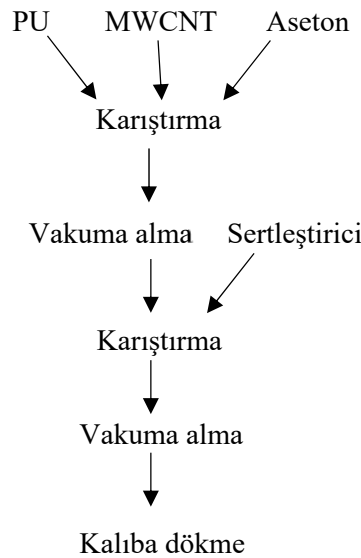 PU MWCNT Aseton
Karıştırma
Vakuma alma Sertleştirici
Karıştırma
Vakuma alma
Kalıba dökme